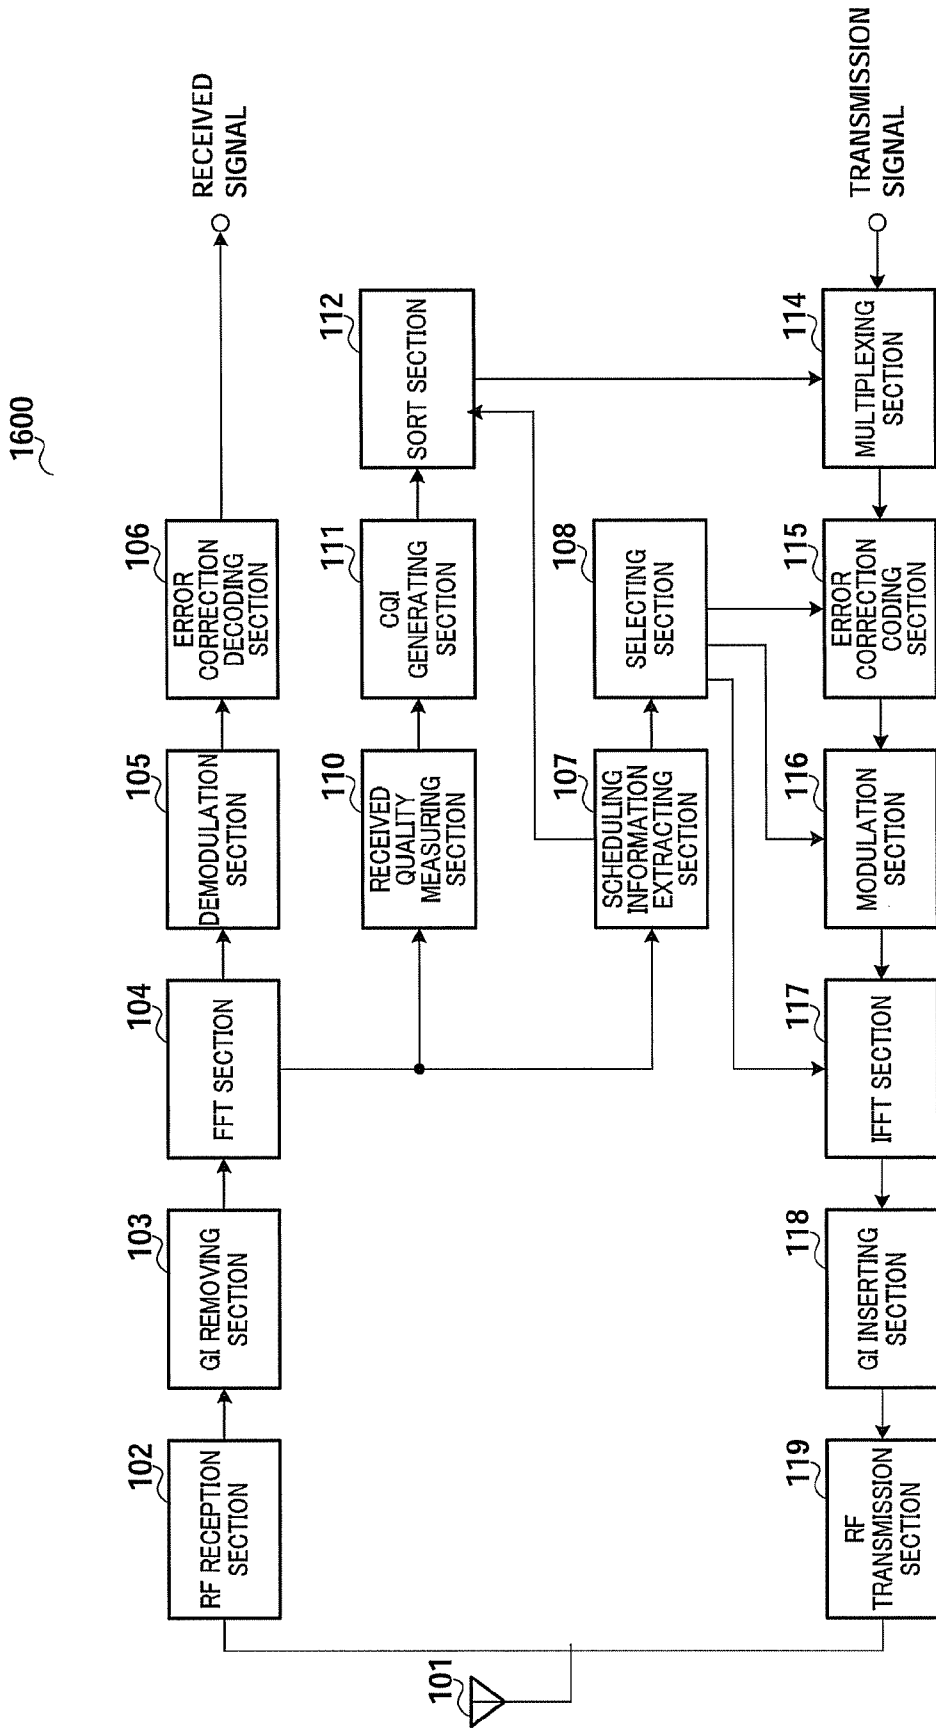 1600
101
102
RF RECEPTION
SECTION
103
GI REMOVING
SECTION
104
FFT SECTION
105
DEMODULATION
SECTION
106
ERROR
CORRECTION
DECODING
SECTION
RECEIVED
SIGNAL
110
RECEIVED
QUALITY
MEASURING
SECTION
111
CQI
GENERATING
SECTION
112
SORT SECTION
107
SCHEDULING
INFORMATION
EXTRACTING
SECTION
108
SELECTING
SECTION
119
RF
TRANSMISSION
SECTION
118
GI INSERTING
SECTION
117
IFFT SECTION
116
MODULATION
SECTION
115
ERROR
CORRECTION
CODING
SECTION
114
MULTIPLEXING
SECTION
TRANSMISSION
SIGNAL